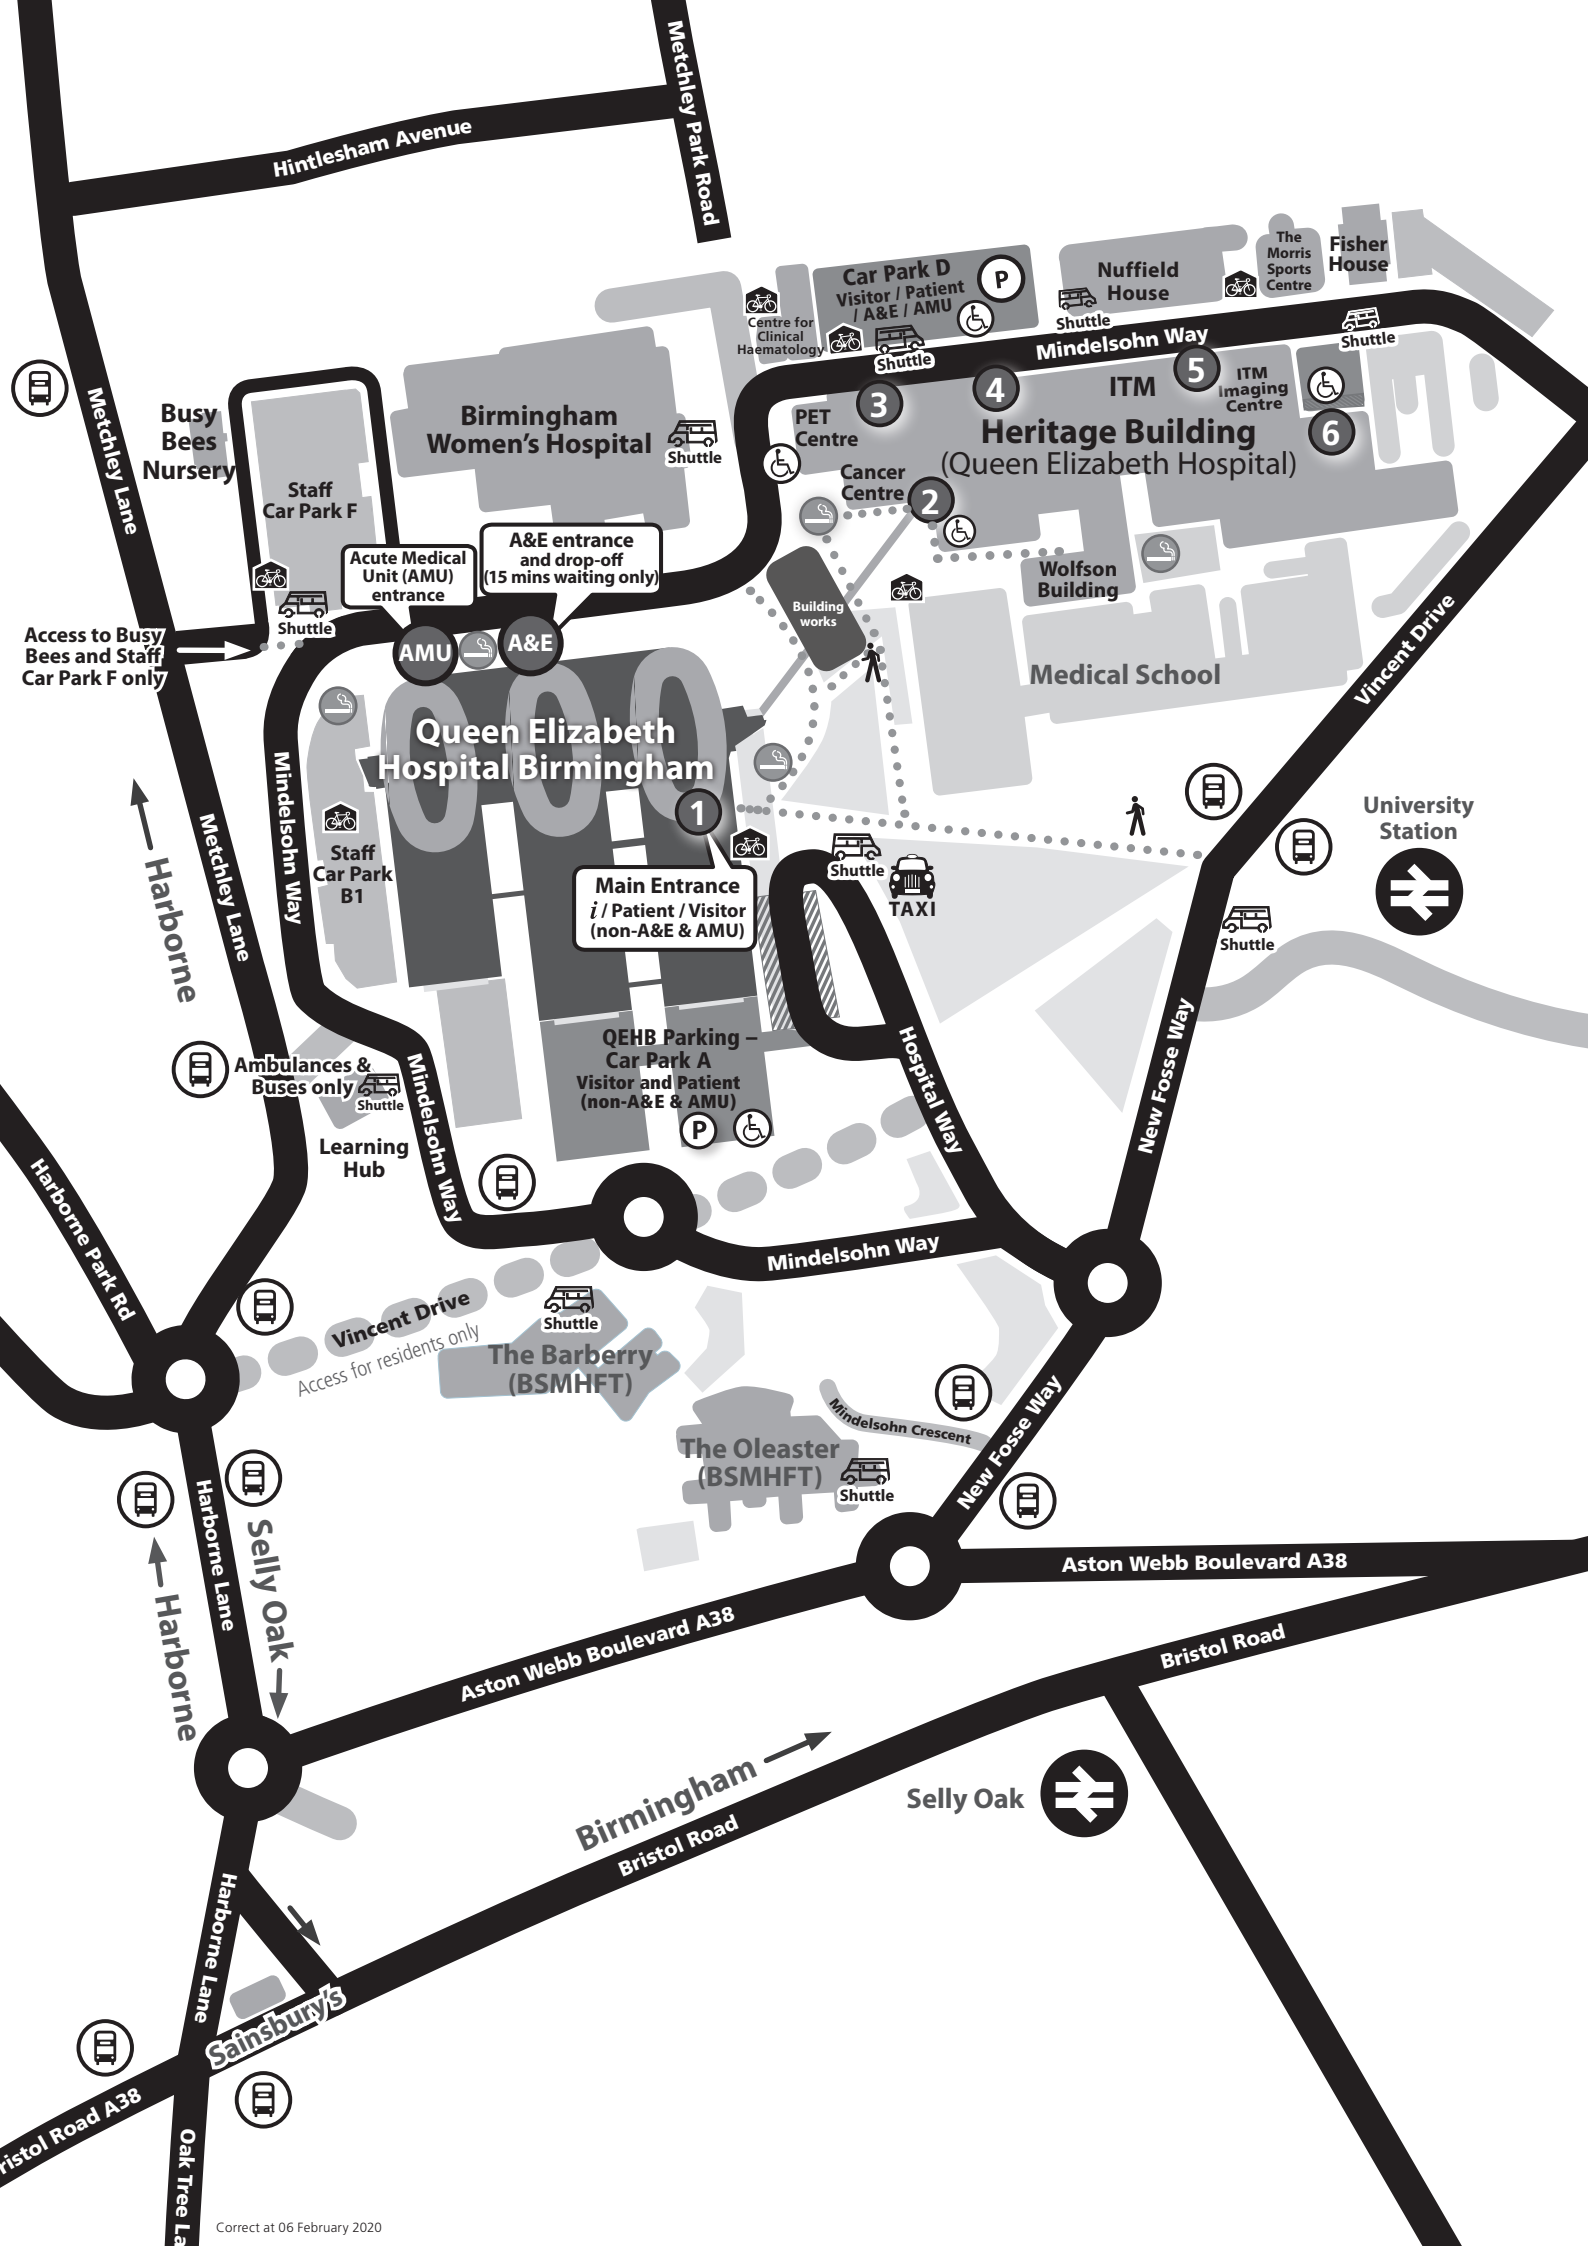 Metchley Park Road
Hintlesham Avenue
The
Morris
Sports
Centre
Fisher
House
Nuffield
House
Car Park D
Visitor / Patient
/ A&E / AMU
P
Shuttle
Mindelsohn Way
Shuttle
Centre for
Clinical
Haematology
Shuttle
Metchley Lane
Busy
Bees
Nursery
Staff
Car Park F
Birmingham
Women's Hospital
Shuttle
3
4
5
ITM
ITM
Imaging
Centre
PET
Centre
Heritage Building
(Queen Elizabeth Hospital)
6
Cancer
Centre
2
Acute Medical
Unit (AMU)
entrance
A&E entrance
and drop-off
(15 mins waiting only)
Wolfson
Building
Building
works
Shuttle
Access to Busy
Bees and Staff
Car Park F only
AMU
A&E
Medical School
Vincent Drive
Queen Elizabeth
Hospital Birmingham
1
Mindelsohn Way
Harborne
Metchley Lane
Staff
Car Park
B1
Main Entrance
i / Patient / Visitor
(non-A&E & AMU)
Shuttle
TAXI
University
Station
Shuttle
New Fosse Way
QEHB Parking –
Car Park A
Visitor and Patient
(non-A&E & AMU)
P
Hospital Way
Ambulances &
Buses only
Shuttle
Mindelsohn Way
Learning
Hub
Harborne Park Rd
Mindelsohn Way
Vincent Drive
Access for residents only
Shuttle
The Barberry
(BSMHFT)
Mindelsohn Crescent
The Oleaster
(BSMHFT)
Shuttle
New Fosse Way
Harborne Lane
Selly Oak
Harborne
Aston Webb Boulevard A38
Aston Webb Boulevard A38
Bristol Road
Birmingham
Bristol Road
Selly Oak
Harborne Lane
Sainsbury's
ristol Road A38
Oak Tree La
Correct at 06 February 2020